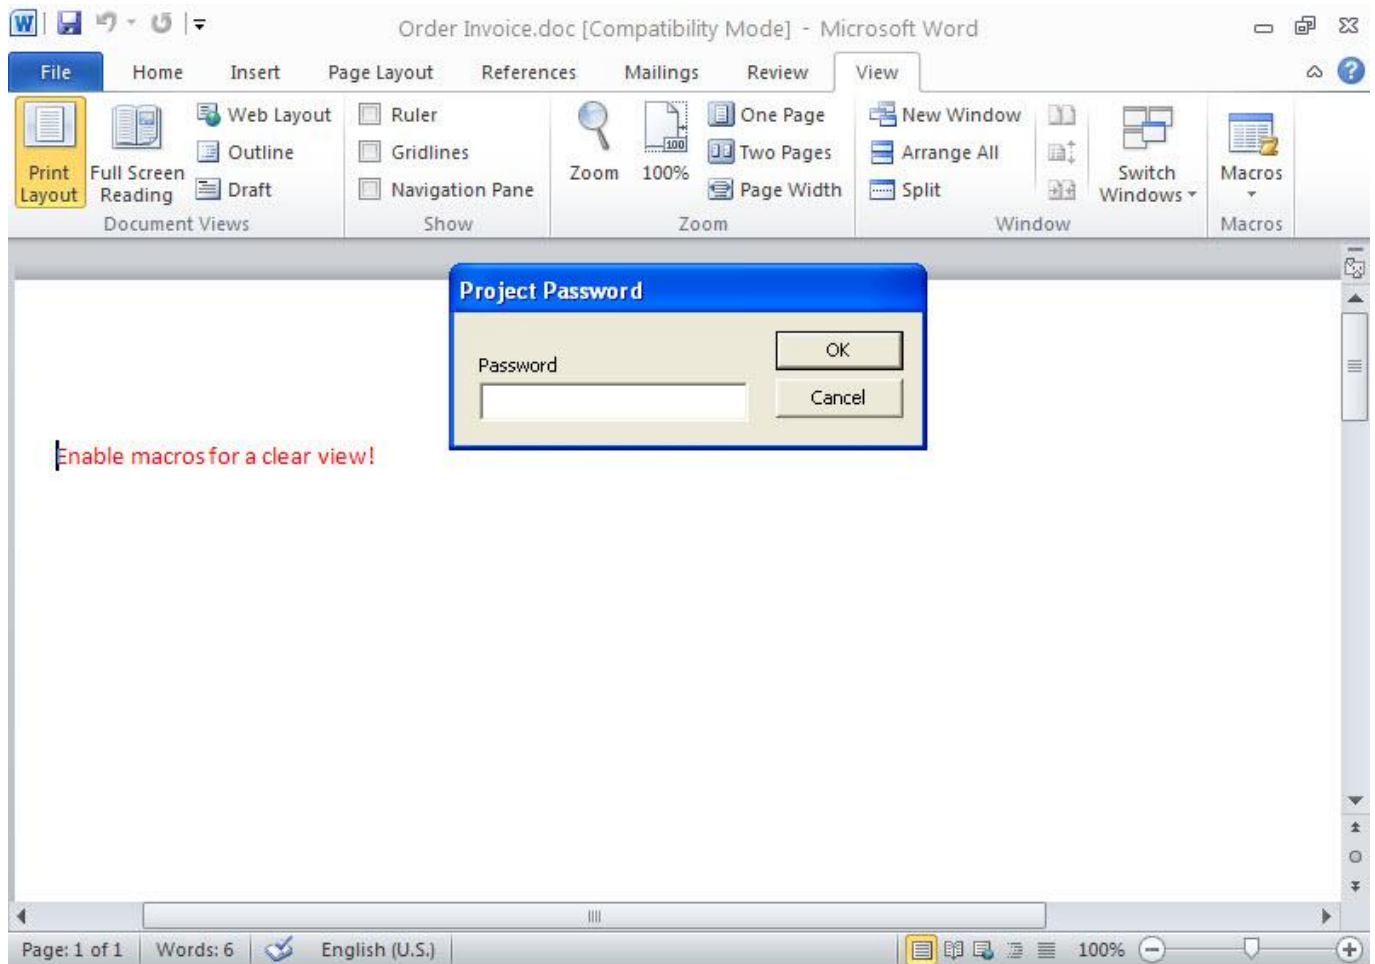 Order Invoice.doc [Compatibility Mode] - Microsoft Word
File Home Insert Page Layout References Mailings Review View
Print Layout
Full Screen Reading
Web Layout
Outline
Draft
Document Views
Ruler
Gridlines
Navigation Pane
Show
Zoom
100
100%
One Page
Two Pages
Page Width
Zoom
New Window
Arrange All
Split
Switch Windows
Window
Macros
Macros
Project Password
Password
OK
Cancel
Enable macros for a clear view!
Page: 1 of 1 Words: 6 English (U.S.) 100%